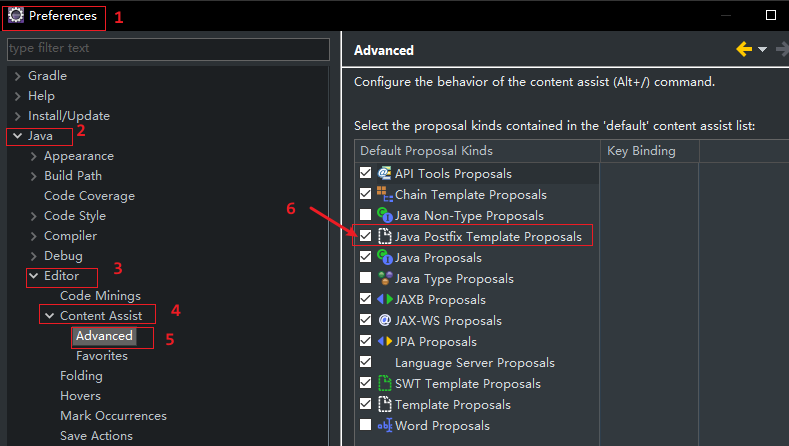 Preferences 1
type filter text
Gradle
Help
Install/Update
Java 2
Appearance
Build Path
Code Coverage
Code Style
Compiler
Debug
Editor 3
Code Minings
Content Assist 4
Advanced 5
Favorites
Folding
Hovers
Mark Occurrences
Save Actions
Advanced
Configure the behavior of the content assist (Alt+/) command.
Select the proposal kinds contained in the 'default' content assist list:
Default Proposal Kinds Key Binding
API Tools Proposals
Chain Template Proposals
Java Non-Type Proposals
6 Java Postfix Template Proposals
Java Proposals
Java Type Proposals
JAXB Proposals
JAX-WS Proposals
JPA Proposals
Language Server Proposals
SWT Template Proposals
Template Proposals
Word Proposals